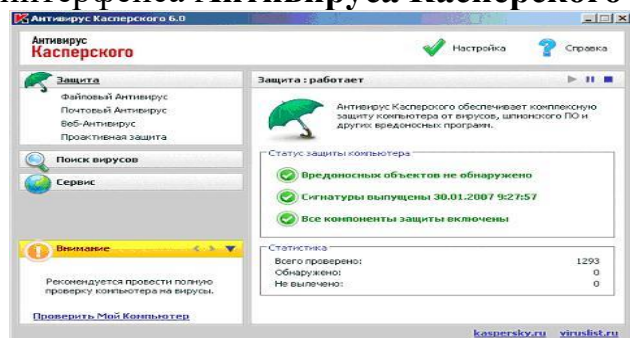 интерфейса Антивируса Касперского
Антивирус Касперского 6.0
Антивирус
Касперского
Настройка
Справка
Защита
Файловый Антивирус
Почтовый Антивирус
Веб-Антивирус
Проактивная защита
Поиск вирусов
Сервис
Внимание
Рекомендуется провести полную
проверку компьютера на вирусы.
Проверить Мой Компьютер
Защита : работает
Антивирус Касперского обеспечивает комплексную
защиту компьютера от вирусов, шпионского ПО и
других вредоносных программ.
Статус защиты компьютера
Вредоносных объектов не обнаружено
Сигнатуры выпущены 30.01.2007 9:27:57
Все компоненты защиты включены
Статистика
Всего проверено: 1293
Обнаружено: 0
Не вылечено: 0
kaspersky.ru viruslist.ru